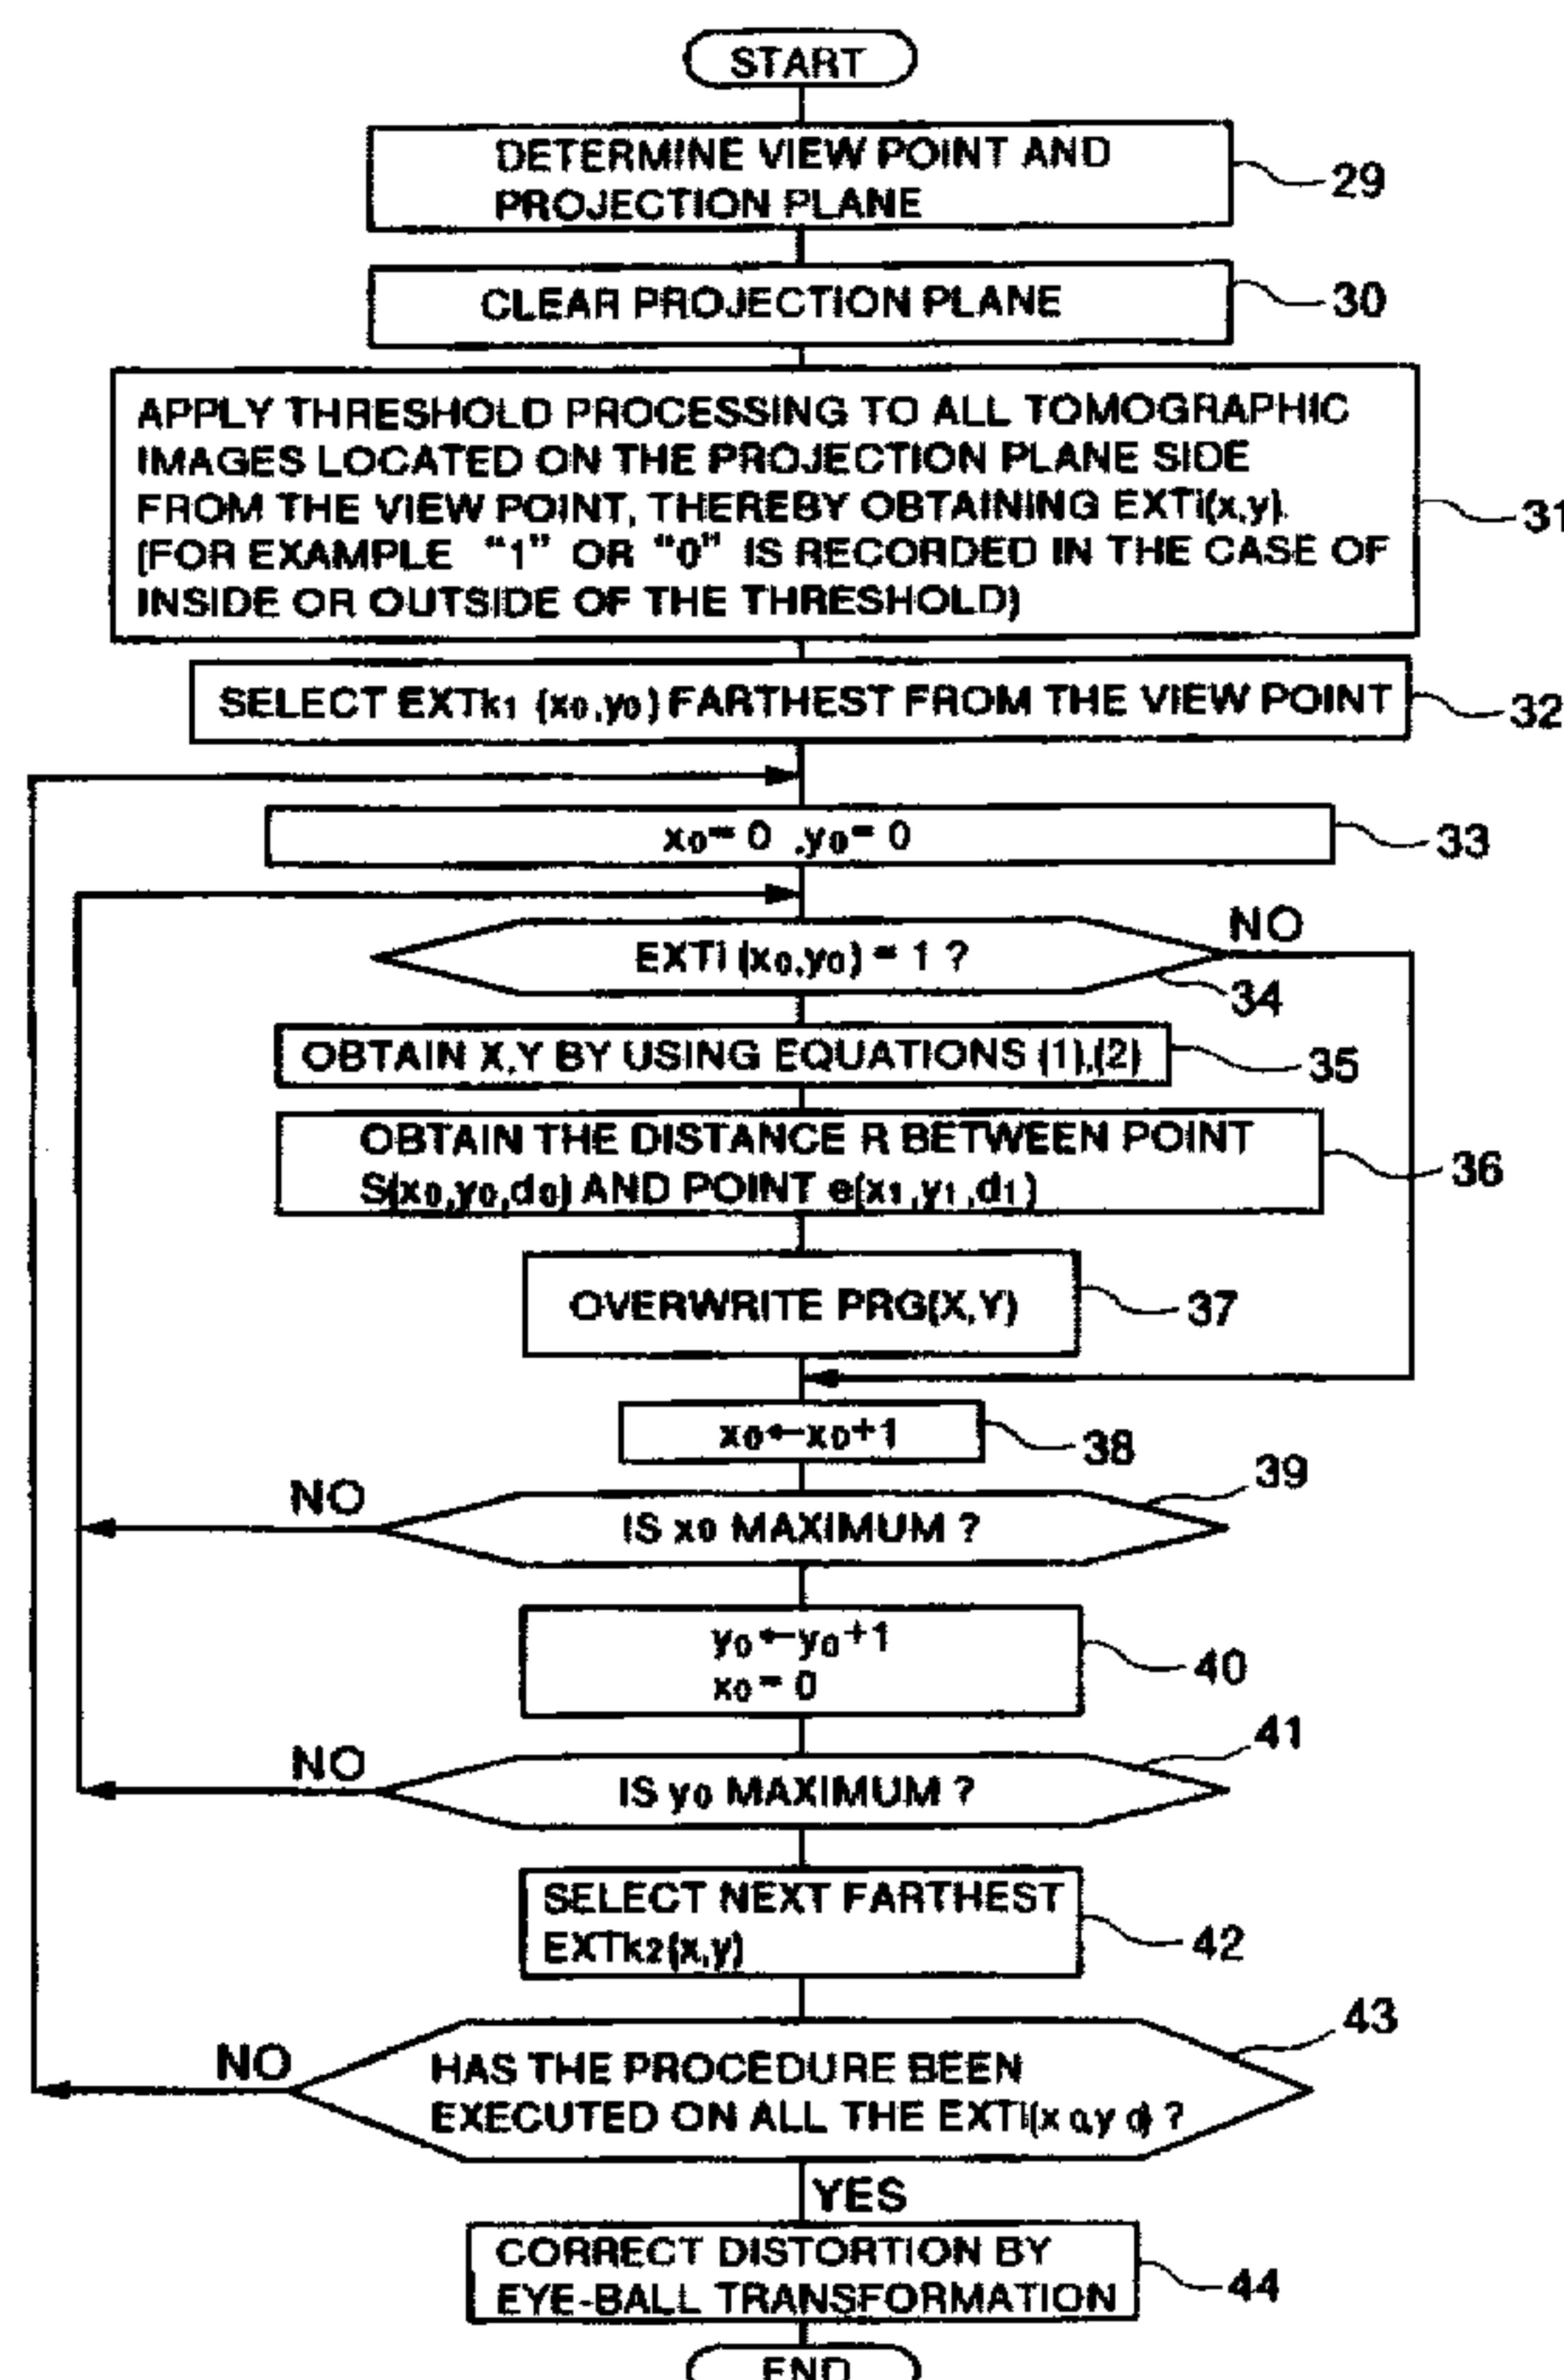 START
DETERMINE VIEW POINT AND
PROJECTION PLANE
29
CLEAR PROJECTION PLANE
30
APPLY THRESHOLD PROCESSING TO ALL TOMOGRAPHIC
IMAGES LOCATED ON THE PROJECTION PLANE SIDE
FROM THE VIEW POINT, THEREBY OBTAINING EXTi(x,y).
(FOR EXAMPLE "1" OR "0" IS RECORDED IN THE CASE OF
INSIDE OR OUTSIDE OF THE THRESHOLD)
31
SELECT EXTk1 (x0,y0) FARTHEST FROM THE VIEW POINT
32
x0= 0 ,y0= 0
33
EXTi (x0,y0) = 1 ?
NO
34
OBTAIN X,Y BY USING EQUATIONS (1),(2)
35
OBTAIN THE DISTANCE R BETWEEN POINT
S(x0,y0,d0) AND POINT e(x1,y1,d1)
36
OVERWRITE PRG(X,Y)
37
x0←x0+1
38
NO
IS x0 MAXIMUM ?
39
y0←y0+1
x0= 0
40
NO
IS y0 MAXIMUM ?
41
SELECT NEXT FARTHEST
EXTk2(x,y)
42
NO
HAS THE PROCEDURE BEEN
EXECUTED ON ALL THE EXTi(x0,y0) ?
43
YES
CORRECT DISTORTION BY
EYE-BALL TRANSFORMATION
44
END